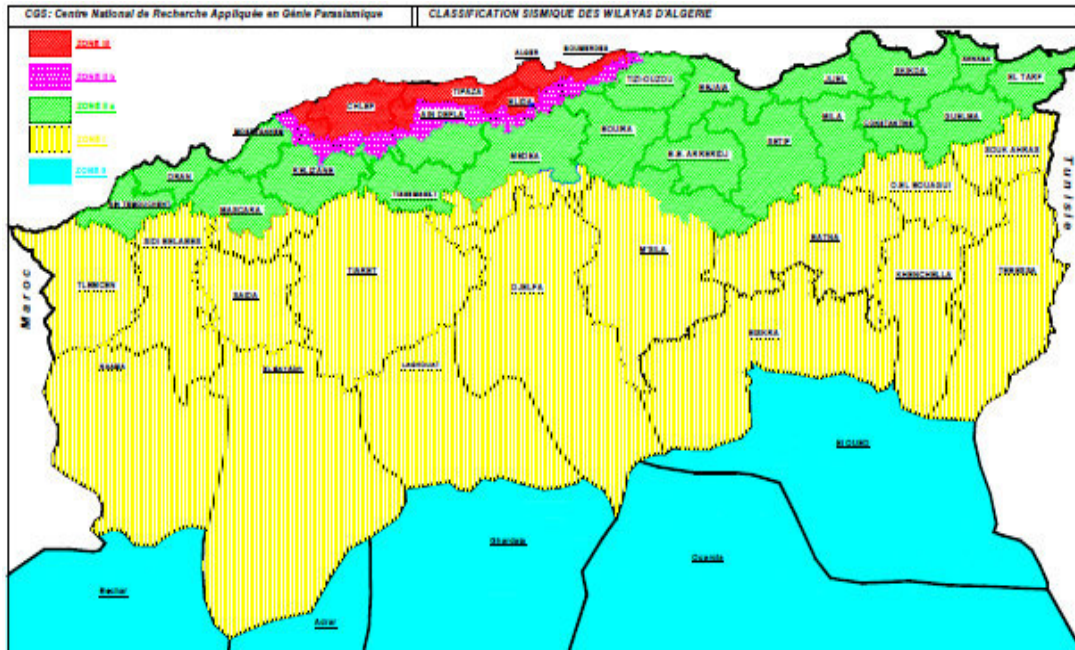 CGS: Centre National de Recherche Appliquée en Génie Parasismique
CLASSIFICATION SISMIQUE DES WILAYAS D'ALGERIE
ZONE III
ZONE II b
ZONE II a
ZONE I
ZONE 0
ALGER
BOUMERDES
TIZI-OUZOU
BEJAIA
JIJEL
SKIKDA
ANNABA
EL TARF
CHLEF
TIPAZA
BLIDA
AIN DEFLA
MILA
CONSTANTINE
GUELMA
MOSTAGANEM
BOUIRA
SETIF
B.B. ARRERIDJ
SOUK AHRAS
ORAN
RELIZANE
MEDEA
TISSEMSILT
O.EL BOUAGUI
AIN TEMOUCHENT
MASCARA
SIDI BELABES
M'SILA
BATNA
TLEMCEN
SAIDA
TIARET
DJELFA
KHENCHELLA
TEBESSA
Maroc
Tunisie
NAAMA
EL BAYADH
LAGHOUAT
BISKRA
EL OUED
Ghardaia
Ouargla
Bechar
Adrar